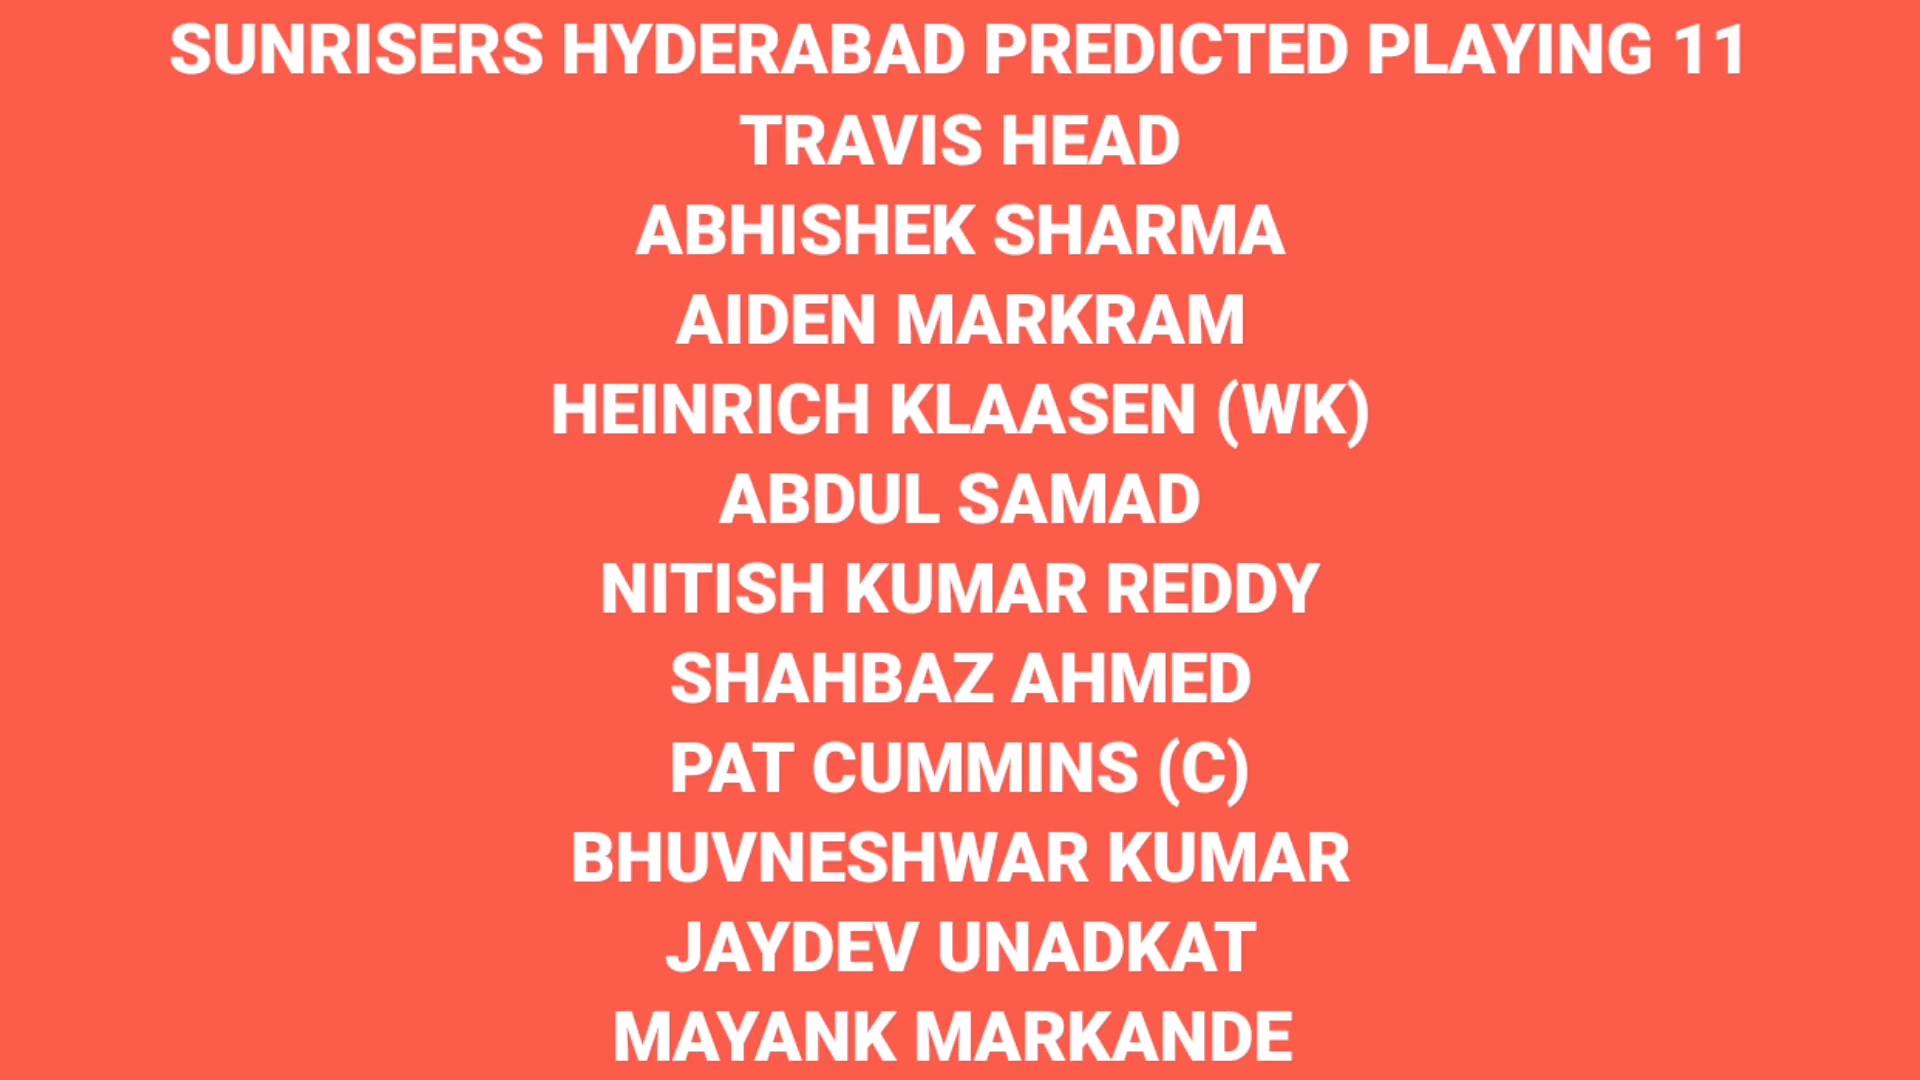 SUNRISERS HYDERABAD PREDICTED PLAYING 11
TRAVIS HEAD
ABHISHEK SHARMA
AIDEN MARKRAM
HEINRICH KLAASEN (WK)
ABDUL SAMAD
NITISH KUMAR REDDY
SHAHBAZ AHMED
PAT CUMMINS (C)
BHUVNESHWAR KUMAR
JAYDEV UNADKAT
MAYANK MARKANDE